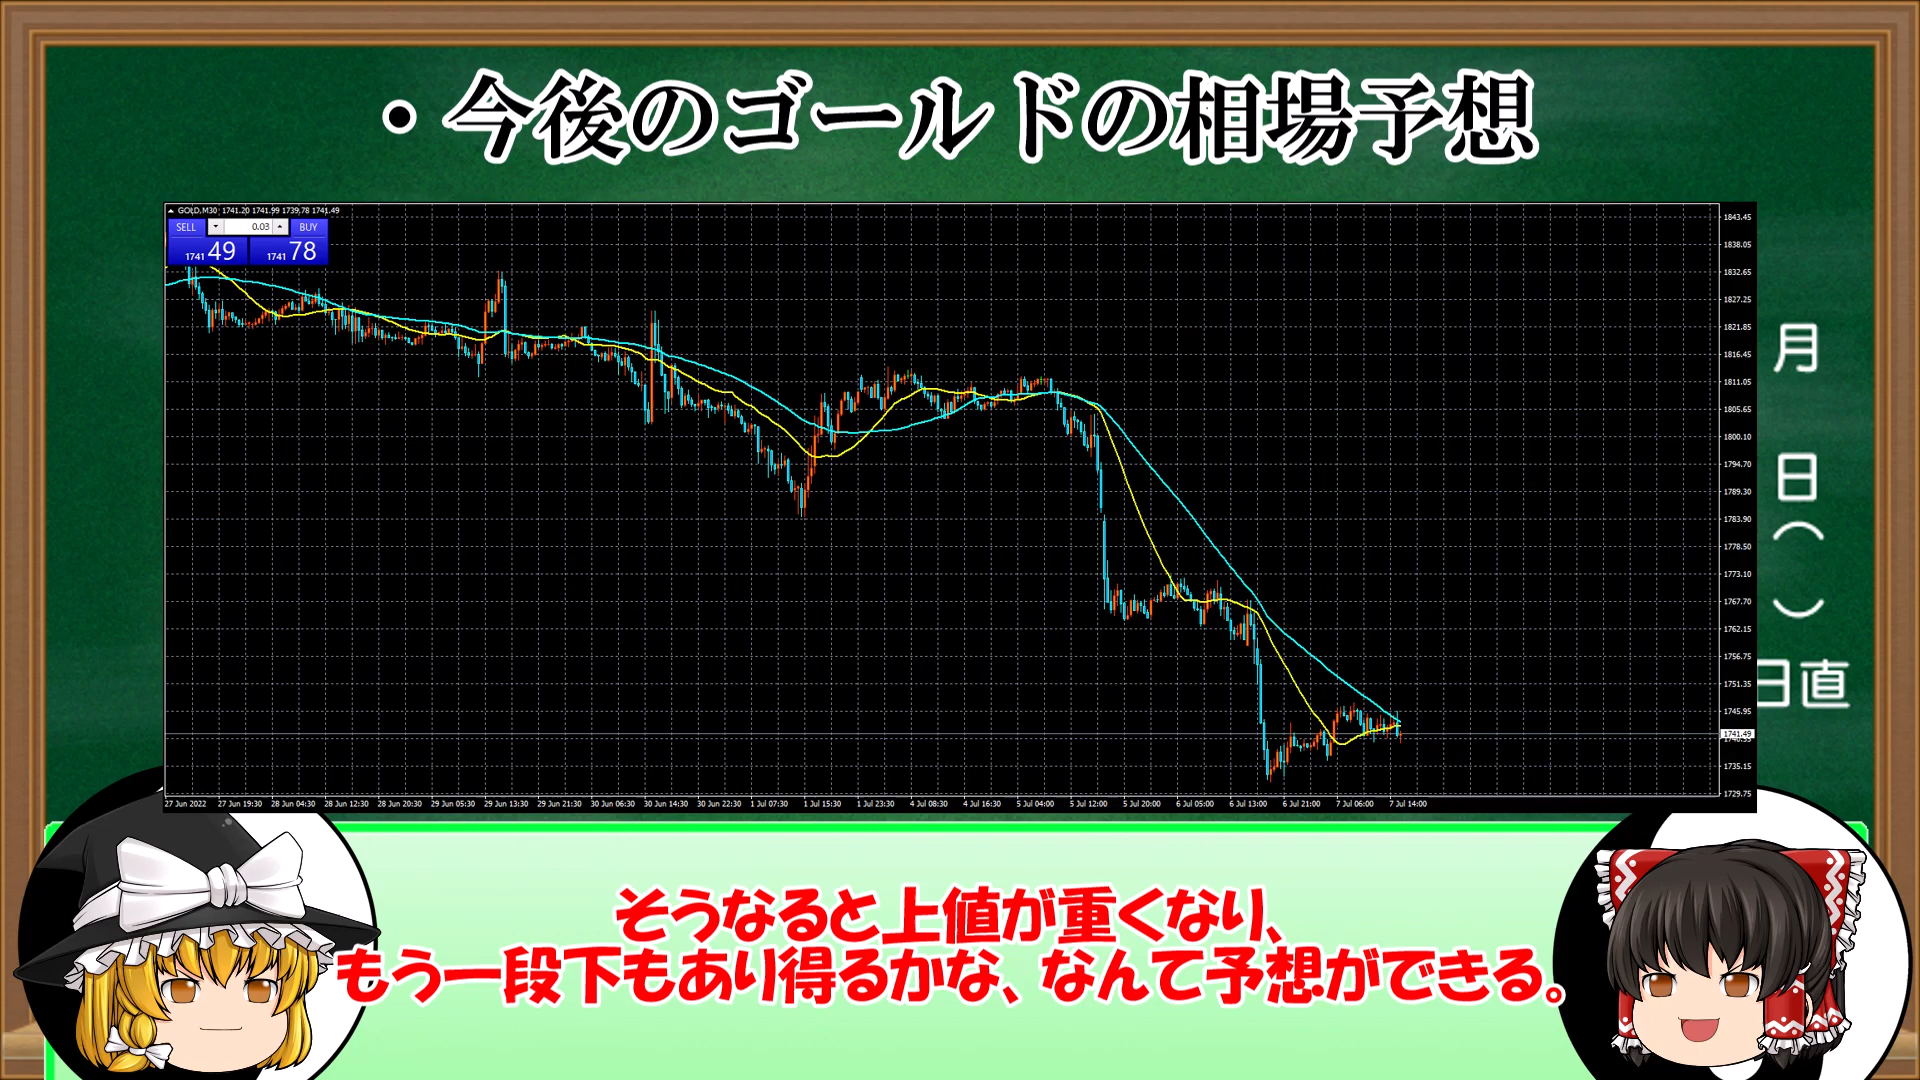 ・今後のゴールドの相場予想
GOLD,M30 1741.20 1741.99 1739.78 1741.49
SELL 0.03 BUY
1741 49 1741 78
1843.45
1838.05
1832.65
1827.25
1821.85
1816.45
1811.05
1805.65
1800.10
1794.70
1789.30
1783.90
1778.50
1773.10
1767.70
1762.15
1756.75
1751.35
1745.95
1741.49
1735.15
1729.75
27 Jun 2022 27 Jun 19:30 28 Jun 04:30 28 Jun 12:30 28 Jun 20:30 29 Jun 05:30 29 Jun 13:30 29 Jun 21:30 30 Jun 06:30 30 Jun 14:30 30 Jun 22:30 1 Jul 07:30 1 Jul 15:30 1 Jul 23:30 4 Jul 08:30 4 Jul 16:30 5 Jul 04:00 5 Jul 12:00 5 Jul 20:00 6 Jul 05:00 6 Jul 13:00 6 Jul 21:00 7 Jul 06:00 7 Jul 14:00
月
日
（
）
日直
そうなると上値が重くなり、
もう一段下もあり得るかな、なんて予想ができる。